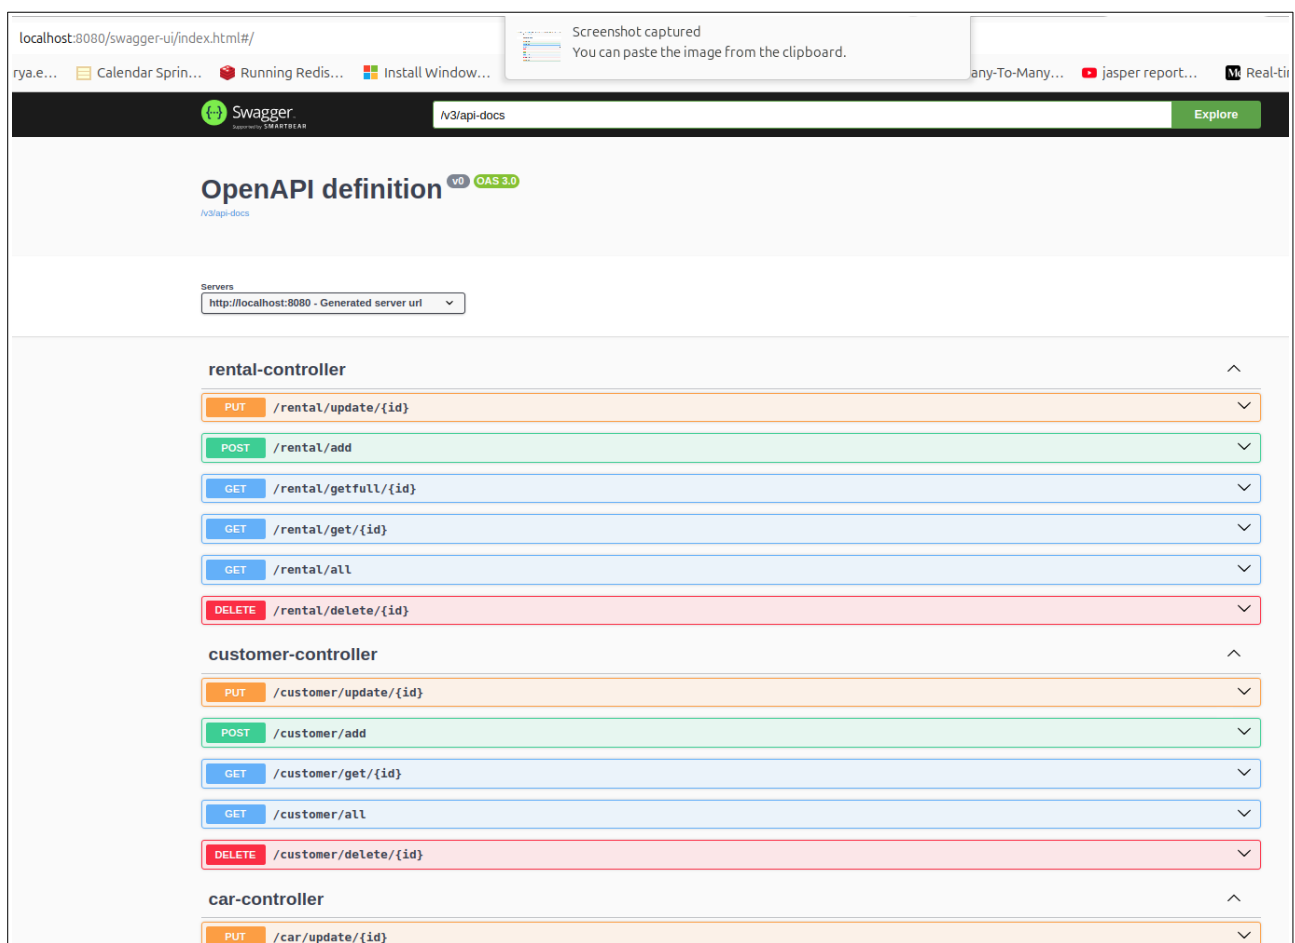 Screenshot captured
You can paste the image from the clipboard.
localhost:8080/swagger-ui/index.html#/
rya.e... Calendar Sprin... Running Redis... Install Window... any-To-Many... jasper report... Real-tir
Swagger.
Supported by SMARTBEAR
/v3/api-docs
Explore
OpenAPI definition v0 OAS 3.0
/v3/api-docs
Servers
http://localhost:8080 - Generated server url
rental-controller
PUT /rental/update/{id}
POST /rental/add
GET /rental/getfull/{id}
GET /rental/get/{id}
GET /rental/all
DELETE /rental/delete/{id}
customer-controller
PUT /customer/update/{id}
POST /customer/add
GET /customer/get/{id}
GET /customer/all
DELETE /customer/delete/{id}
car-controller
PUT /car/update/{id}